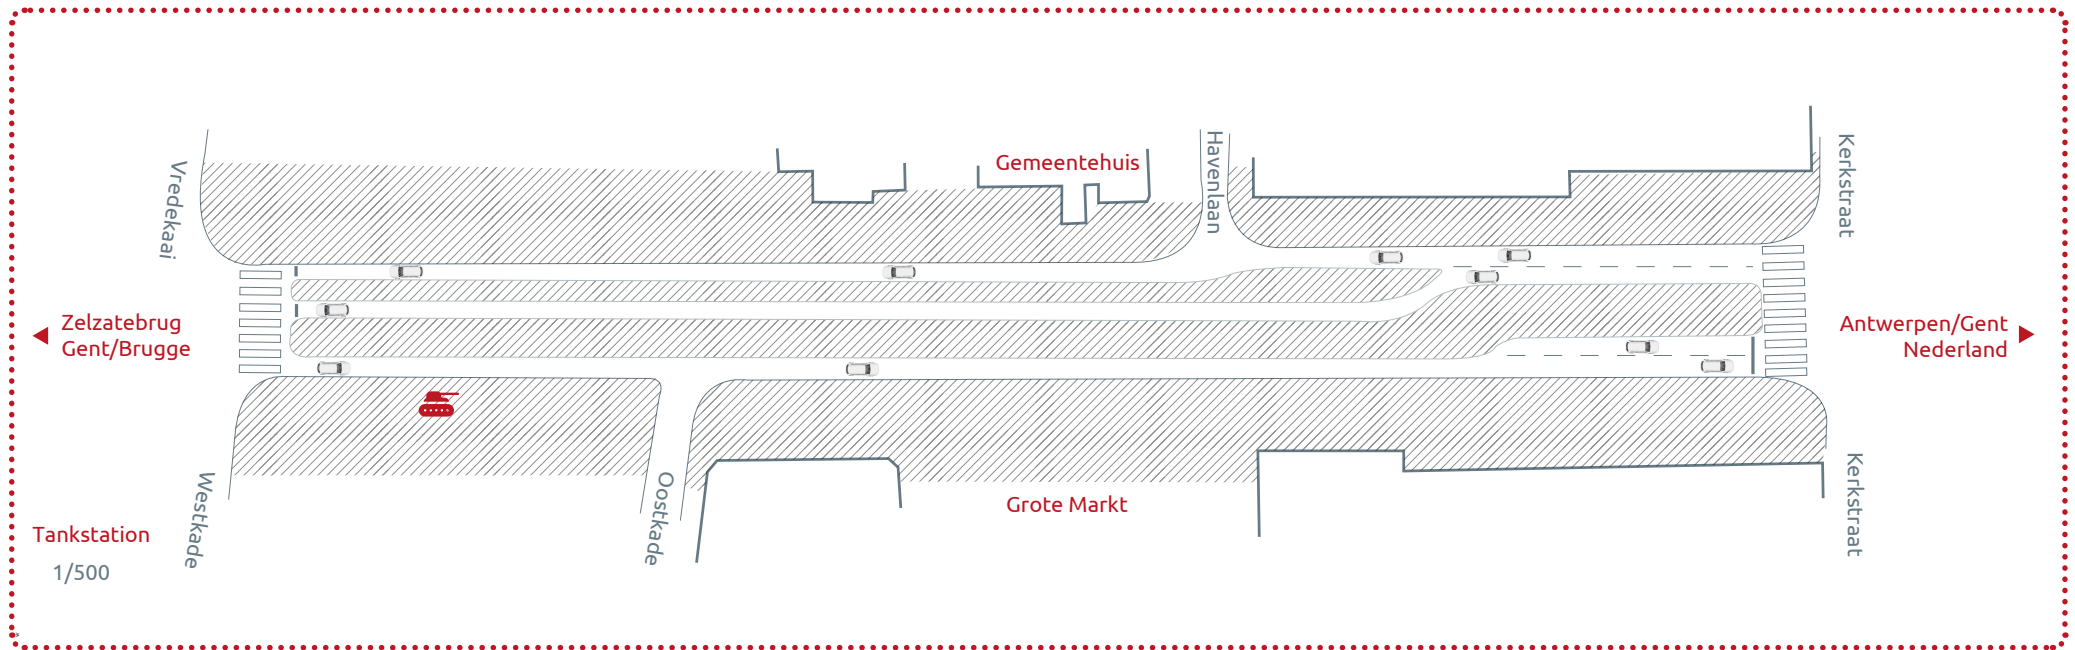 Vredekaai
Gemeentehuis
Havenlaan
Kerkstraat
Zelzatebrug
Gent/Brugge
Antwerpen/Gent
Nederland
Westkade
Oostkade
Grote Markt
Kerkstraat
Tankstation
1/500